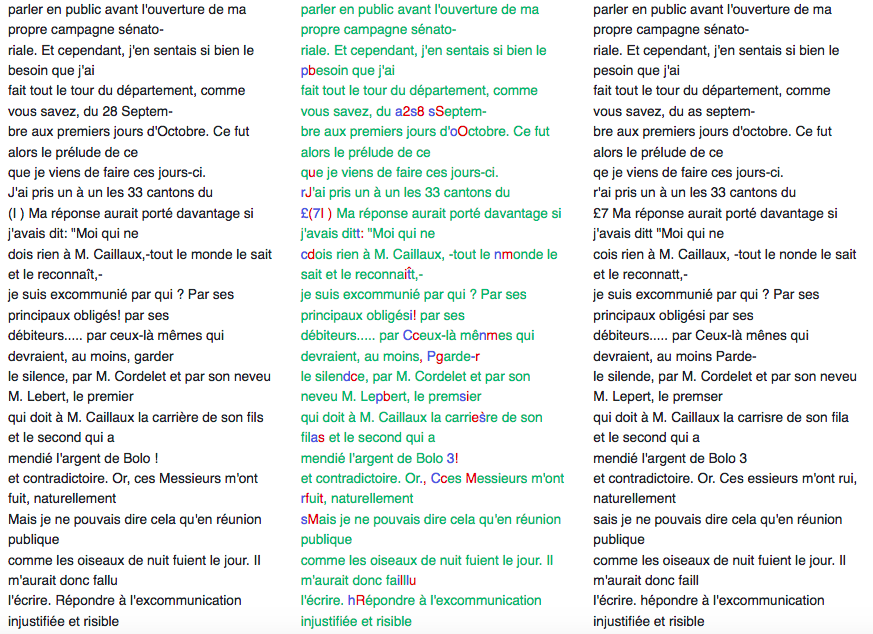 parler en public avant l'ouverture de ma
propre campagne sénato-
riale. Et cependant, j'en sentais si bien le
besoin que j'ai
fait tout le tour du département, comme
vous savez, du 28 Septem-
bre aux premiers jours d'Octobre. Ce fut
alors le prélude de ce
que je viens de faire ces jours-ci.
J'ai pris un à un les 33 cantons du
(I ) Ma réponse aurait porté davantage si
j'avais dit: "Moi qui ne
dois rien à M. Caillaux,-tout le monde le sait
et le reconnaît,-
je suis excommunié par qui ? Par ses
principaux obligés! par ses
débiteurs..... par ceux-là mêmes qui
devraient, au moins, garder
le silence, par M. Cordelet et par son neveu
M. Lebert, le premier
qui doit à M. Caillaux la carrière de son fils
et le second qui a
mendié l'argent de Bolo !
et contradictoire. Or, ces Messieurs m'ont
fuit, naturellement
Mais je ne pouvais dire cela qu'en réunion
publique
comme les oiseaux de nuit fuient le jour. Il
m'aurait donc fallu
l'écrire. Répondre à l'excommunication
injustifiée et risible
parler en public avant l'ouverture de ma
propre campagne sénato-
riale. Et cependant, j'en sentais si bien le
pbesoin que j'ai
fait tout le tour du département, comme
vous savez, du a2s8 sSeptem-
bre aux premiers jours d'oOctobre. Ce fut
alors le prélude de ce
que je viens de faire ces jours-ci.
rJ'ai pris un à un les 33 cantons du
£(7I ) Ma réponse aurait porté davantage si
j'avais ditt: "Moi qui ne
cdois rien à M. Caillaux, -tout le nmonde le
sait et le reconnaitît,-
je suis excommunié par qui ? Par ses
principaux obligési! par ses
débiteurs..... par Cceux-là mênmes qui
devraient, au moins, Pgarde-r
le silendce, par M. Cordelet et par son
neveu M. Lepbert, le premsier
qui doit à M. Caillaux la carriesre de son
filas et le second qui a
mendié l'argent de Bolo 3!
et contradictoire. Or., Cces Messieurs m'ont
rfuit, naturellement
sMais je ne pouvais dire cela qu'en réunion
publique
comme les oiseaux de nuit fuient le jour. Il
m'aurait donc failllu
l'écrire. hRépondre à l'excommunication
injustifiée et risible
parler en public avant l'ouverture de ma
propre campagne sénato-
riale. Et cependant, j'en sentais si bien le
pesoin que j'ai
fait tout le tour du département, comme
vous savez, du as septem-
bre aux premiers jours d'octobre. Ce fut
alors le prélude de ce
qe je viens de faire ces jours-ci.
r'ai pris un à un les 33 cantons du
£7 Ma réponse aurait porté davantage si
j'avais ditt "Moi qui ne
cois rien à M. Caillaux, -tout le nonde le sait
et le reconnatt,-
je suis excommunié par qui ? Par ses
principaux obligési par ses
débiteurs..... par Ceux-là mênes qui
devraient, au moins Parde-
le silende, par M. Cordelet et par son neveu
M. Lepert, le premser
qui doit à M. Caillaux la carrisre de son fila
et le second qui a
mendié l'argent de Bolo 3
et contradictoire. Or. Ces essieurs m'ont rui,
naturellement
sais je ne pouvais dire cela qu'en réunion
publique
comme les oiseaux de nuit fuient le jour. Il
m'aurait donc faill
l'écrire. hépondre à l'excommunication
injustifiée et risible